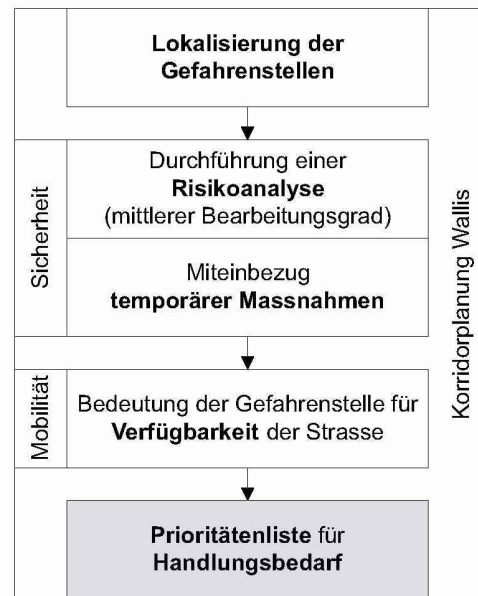 Lokalisierung der
Gefahrenstellen
Sicherheit
Durchführung einer
Risikoanalyse
(mittlerer Bearbeitungsgrad)
Miteinbezug
temporärer Massnahmen
Mobilität
Bedeutung der Gefahrenstelle für
Verfügbarkeit der Strasse
Prioritätenliste für
Handlungsbedarf
Korridorplanung Wallis